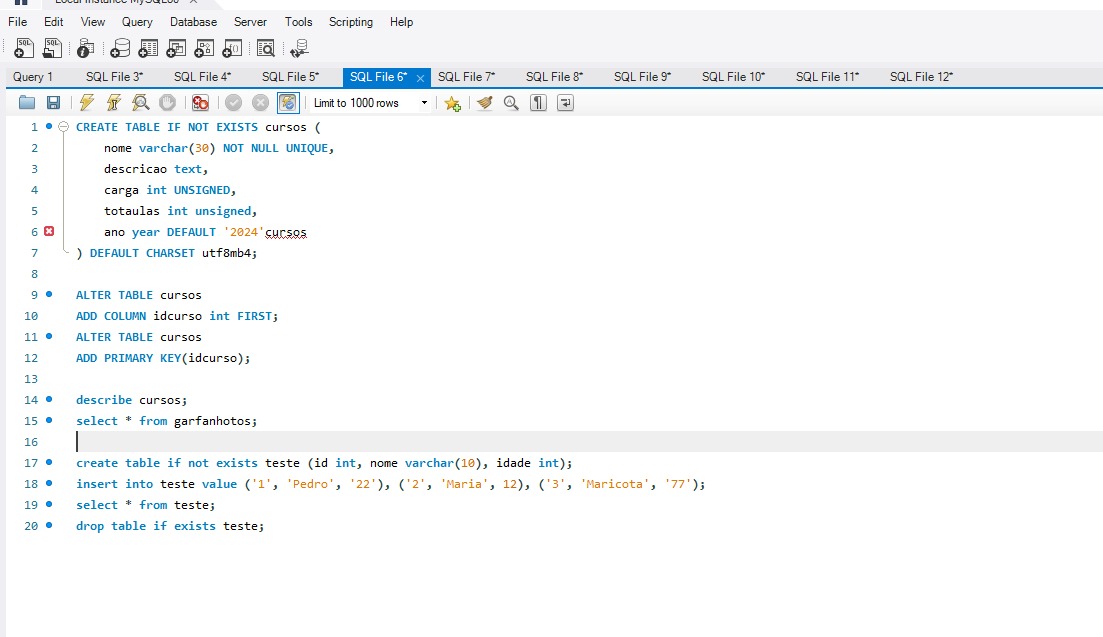 Local instance MySQL80 ×
File Edit View Query Database Server Tools Scripting Help
Query 1 SQL File 3* SQL File 4* SQL File 5* SQL File 6* × SQL File 7* SQL File 8* SQL File 9* SQL File 10* SQL File 11* SQL File 12*
Limit to 1000 rows
1 CREATE TABLE IF NOT EXISTS cursos (
2 nome varchar(30) NOT NULL UNIQUE,
3 descricao text,
4 carga int UNSIGNED,
5 totaulas int unsigned,
6 ano year DEFAULT '2024'cursos
7 ) DEFAULT CHARSET utf8mb4;
8
9 ALTER TABLE cursos
10 ADD COLUMN idcurso int FIRST;
11 ALTER TABLE cursos
12 ADD PRIMARY KEY(idcurso);
13
14 describe cursos;
15 select * from garfanhotos;
16
17 create table if not exists teste (id int, nome varchar(10), idade int);
18 insert into teste value ('1', 'Pedro', '22'), ('2', 'Maria', 12), ('3', 'Maricota', '77');
19 select * from teste;
20 drop table if exists teste;